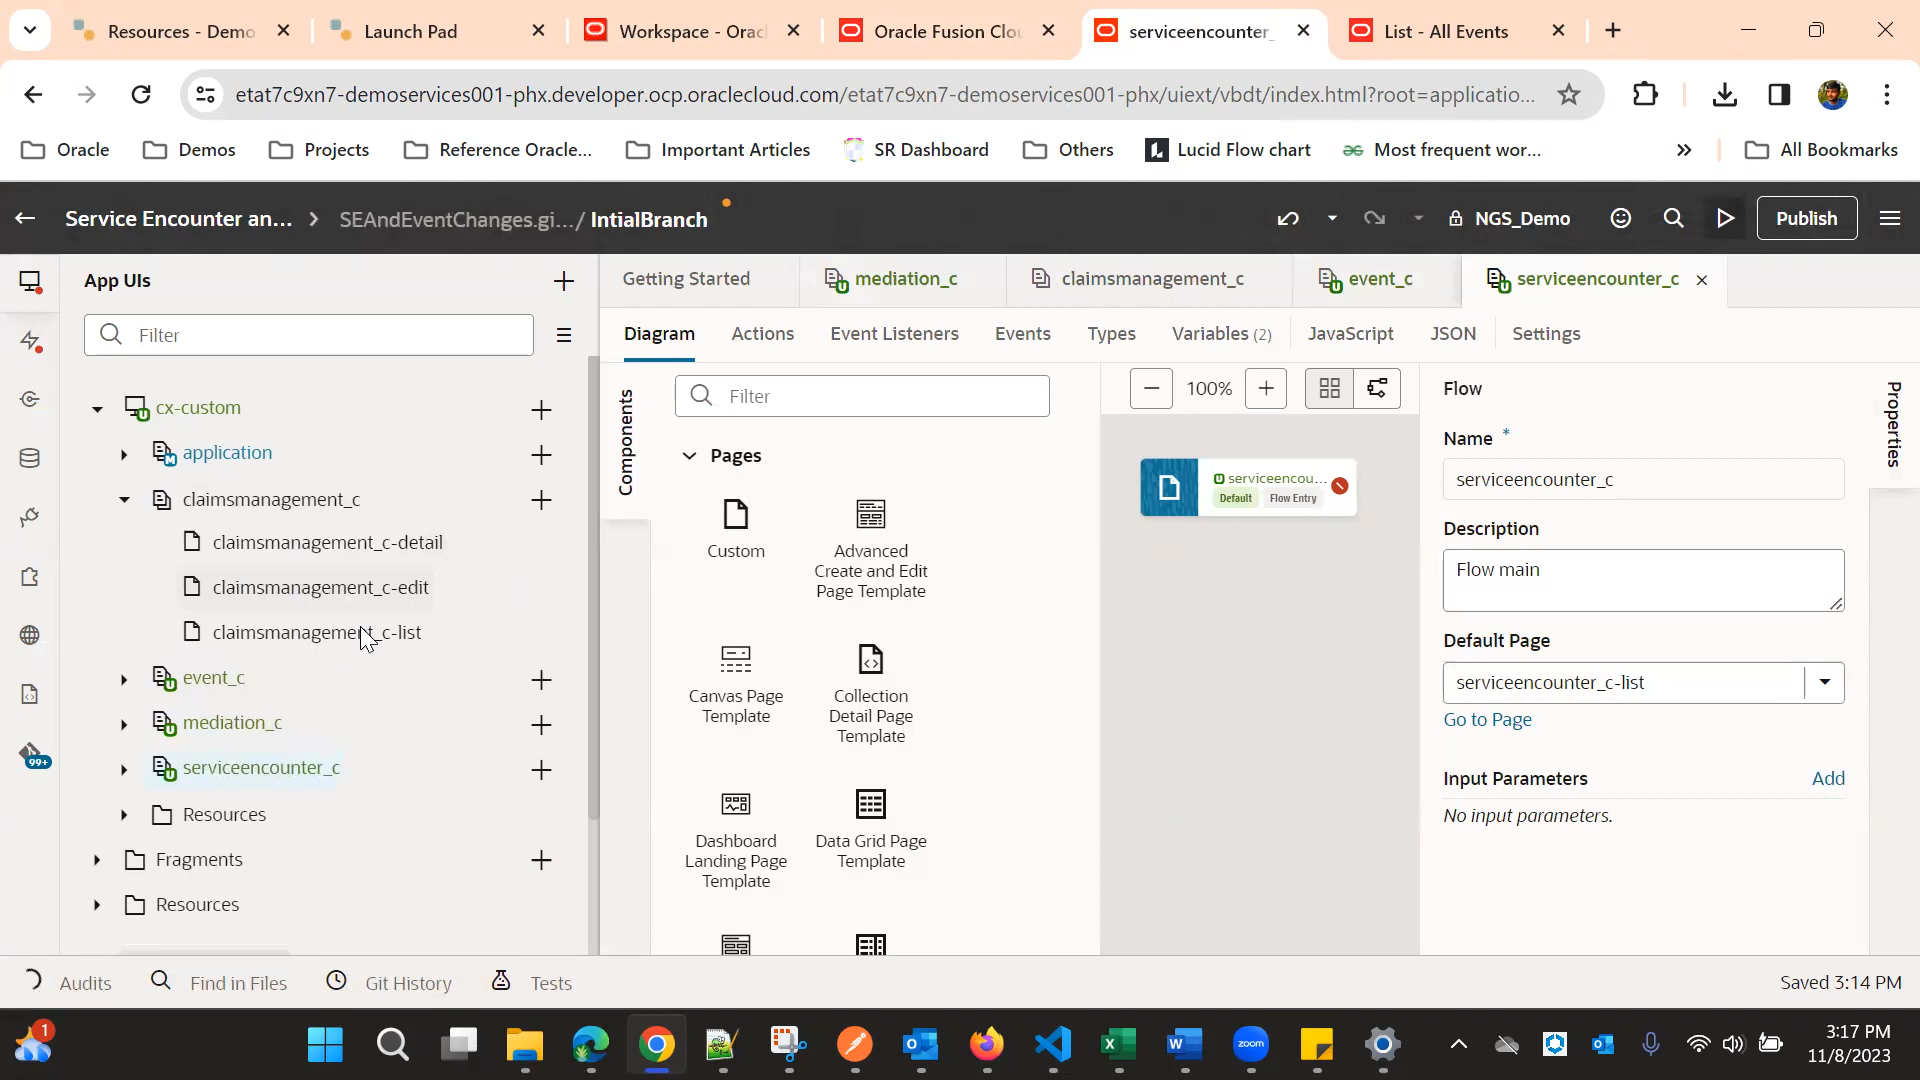 Resources - Demo
Launch Pad
Workspace - Orac
Oracle Fusion Clou
serviceencounter_
List - All Events
etat7c9xn7-demoservices001-phx.developer.ocp.oraclecloud.com/etat7c9xn7-demoservices001-phx/uiext/vbdt/index.html?root=applicatio...
Oracle
Demos
Projects
Reference Oracle...
Important Articles
SR Dashboard
Others
Lucid Flow chart
Most frequent wor...
All Bookmarks
Service Encounter an...
SEAndEventChanges.gi... / IntialBranch
NGS_Demo
Publish
App UIs
Getting Started
mediation_c
claimsmanagement_c
event_c
serviceencounter_c
Filter
Diagram
Actions
Event Listeners
Events
Types
Variables (2)
JavaScript
JSON
Settings
cx-custom
application
claimsmanagement_c
claimsmanagement_c-detail
claimsmanagement_c-edit
claimsmanagement_c-list
event_c
mediation_c
serviceencounter_c
Resources
Fragments
Resources
Components
Filter
Pages
Custom
Advanced
Create and Edit
Page Template
Canvas Page
Template
Collection
Detail Page
Template
Dashboard
Landing Page
Template
Data Grid Page
Template
100%
serviceencou...
Default
Flow Entry
Flow
Name *
serviceencounter_c
Description
Flow main
Default Page
serviceencounter_c-list
Go to Page
Input Parameters
Add
No input parameters.
Properties
99+
Audits
Find in Files
Git History
Tests
Saved 3:14 PM
1
zoom
3:17 PM
11/8/2023